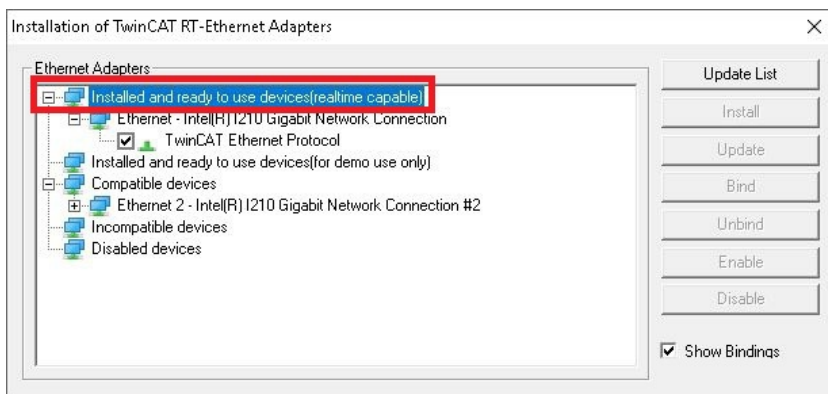 Installation of TwinCAT RT-Ethernet Adapters
Ethernet Adapters
Installed and ready to use devices(realtime capable)
Ethernet - Intel(R) I210 Gigabit Network Connection
TwinCAT Ethernet Protocol
Installed and ready to use devices(for demo use only)
Compatible devices
Ethernet 2 - Intel(R) I210 Gigabit Network Connection #2
Incompatible devices
Disabled devices
Update List
Install
Update
Bind
Unbind
Enable
Disable
Show Bindings